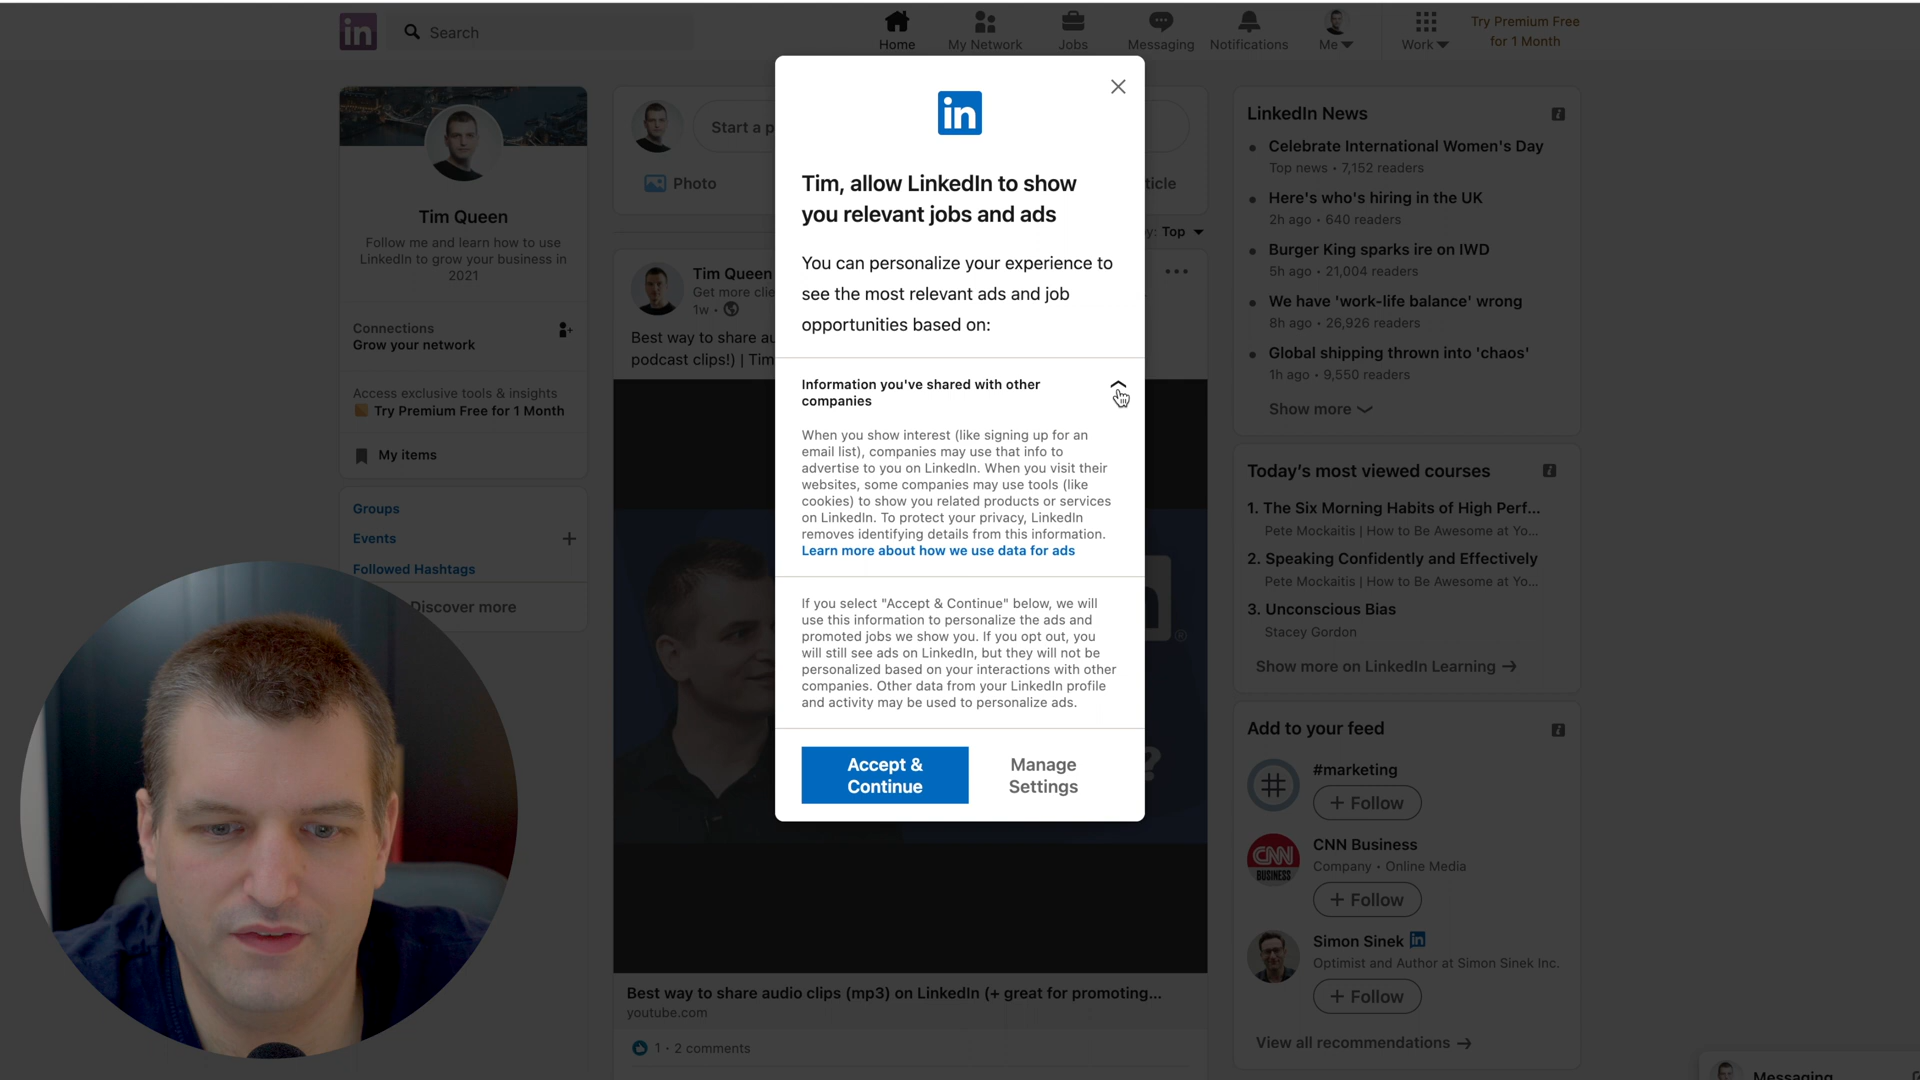 in
Search
Home
My Network
Jobs
Messaging
Notifications
Me
Work
Try Premium Free
for 1 Month
Tim Queen
Follow me and learn how to use
LinkedIn to grow your business in
2021
Connections
Grow your network
Access exclusive tools & insights
Try Premium Free for 1 Month
My items
Groups
Events
Followed Hashtags
Discover more
Start a p
Photo
ticle
y: Top
Tim Queen
Get more clie
1w •
Best way to share au
podcast clips!) | Tim
?
Best way to share audio clips (mp3) on LinkedIn (+ great for promoting...
youtube.com
1 • 2 comments
in
Tim, allow LinkedIn to show
you relevant jobs and ads
You can personalize your experience to
see the most relevant ads and job
opportunities based on:
Information you've shared with other
companies
When you show interest (like signing up for an
email list), companies may use that info to
advertise to you on LinkedIn. When you visit their
websites, some companies may use tools (like
cookies) to show you related products or services
on LinkedIn. To protect your privacy, LinkedIn
removes identifying details from this information.
Learn more about how we use data for ads
If you select "Accept & Continue" below, we will
use this information to personalize the ads and
promoted jobs we show you. If you opt out, you
will still see ads on LinkedIn, but they will not be
personalized based on your interactions with other
companies. Other data from your LinkedIn profile
and activity may be used to personalize ads.
Accept &
Continue
Manage
Settings
LinkedIn News
Celebrate International Women's Day
Top news • 7,152 readers
Here's who's hiring in the UK
2h ago • 640 readers
Burger King sparks ire on IWD
5h ago • 21,004 readers
We have 'work-life balance' wrong
8h ago • 26,926 readers
Global shipping thrown into 'chaos'
1h ago • 9,550 readers
Show more
Today's most viewed courses
1. The Six Morning Habits of High Perf...
Pete Mockaitis | How to Be Awesome at Yo...
2. Speaking Confidently and Effectively
Pete Mockaitis | How to Be Awesome at Yo...
3. Unconscious Bias
Stacey Gordon
Show more on LinkedIn Learning →
Add to your feed
#marketing
+ Follow
CNN Business
Company • Online Media
CNN
BUSINESS
+ Follow
Simon Sinek in
Optimist and Author at Simon Sinek Inc.
+ Follow
View all recommendations →
Messaging